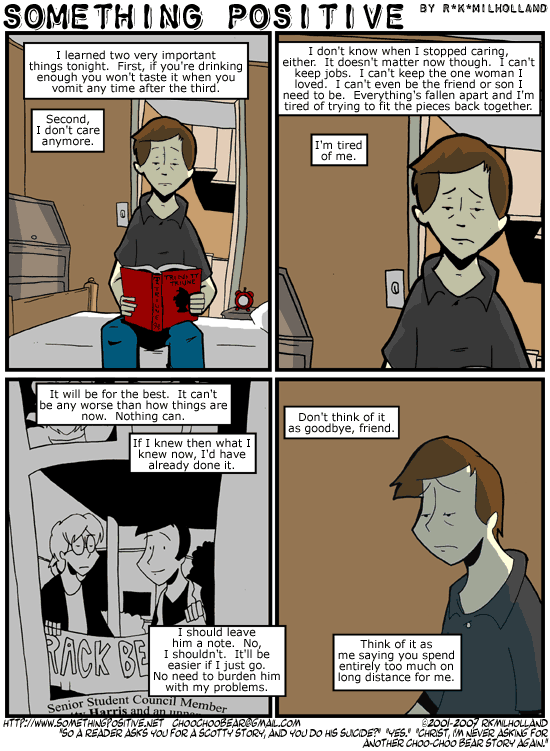 SOMETHING POSITIVE
BY R*K*MILHOLLAND
I learned two very important
things tonight. First, if you're drinking
enough you won't taste it when you
vomit any time after the third.
Second,
I don't care
anymore.
I don't know when I stopped caring,
either. It doesn't matter now though. I can't
keep jobs. I can't keep the one woman I
loved. I can't even be the friend or son I
need to be. Everything's fallen apart and I'm
tired of trying to fit the pieces back together.
I'm tired
of me.
It will be for the best. It can't
be any worse than how things are
now. Nothing can.
If I knew then what I
knew now, I'd have
already done it.
RACK BE
I should leave
him a note. No,
I shouldn't. It'll be
easier if I just go.
No need to burden him
with my problems.
Senior Student Council Member
Harris and an
Don't think of it
as goodbye, friend.
Think of it as
me saying you spend
entirely too much on
long distance for me.
HTTP://WWW.SOMETHINGPOSITIVE.NET CHOOCHOOBEAR@GMAIL.COM ©2001-2007 RKMILHOLLAND
"SO A READER ASKS YOU FOR A SCOTTY STORY, AND YOU DO HIS SUICIDE?" "YES." "CHRIST, I'M NEVER ASKING FOR
ANOTHER CHOO-CHOO BEAR STORY AGAIN."